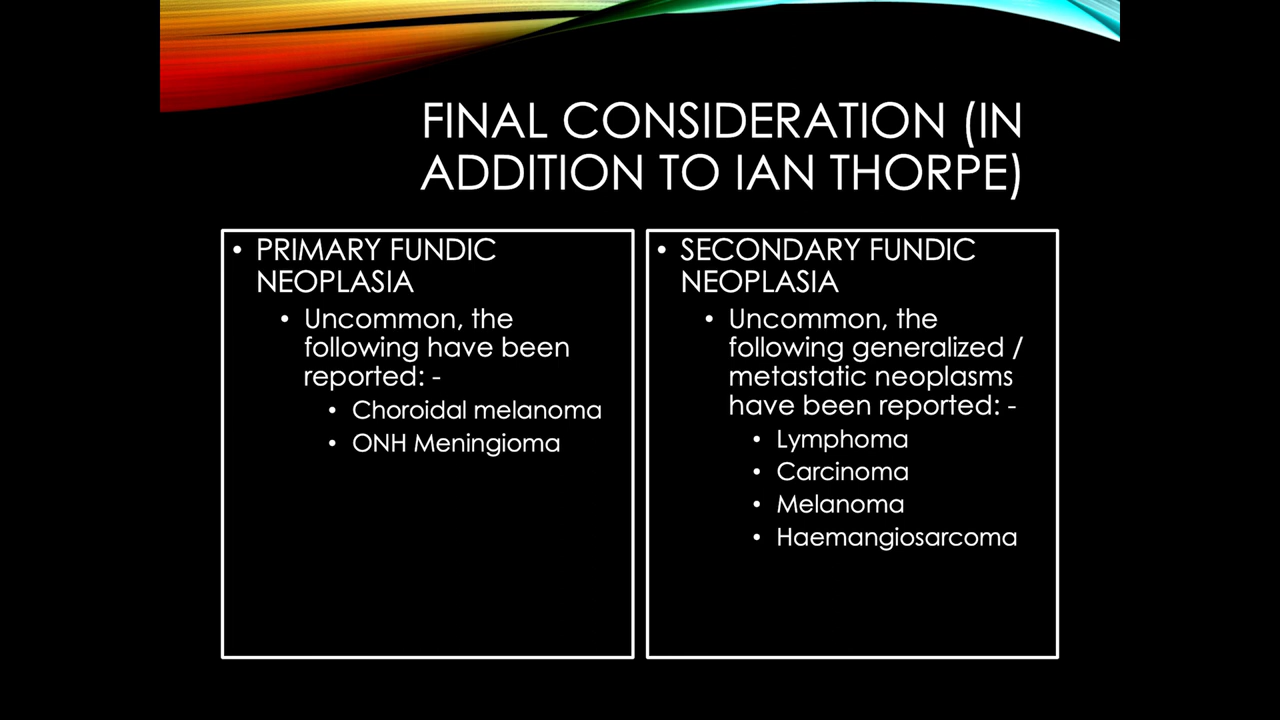 FINAL CONSIDERATION (IN
ADDITION TO IAN THORPE)
• PRIMARY FUNDIC
NEOPLASIA
• Uncommon, the
following have been
reported: -
• Choroidal melanoma
• ONH Meningioma
• SECONDARY FUNDIC
NEOPLASIA
• Uncommon, the
following generalized /
metastatic neoplasms
have been reported: -
• Lymphoma
• Carcinoma
• Melanoma
• Haemangiosarcoma